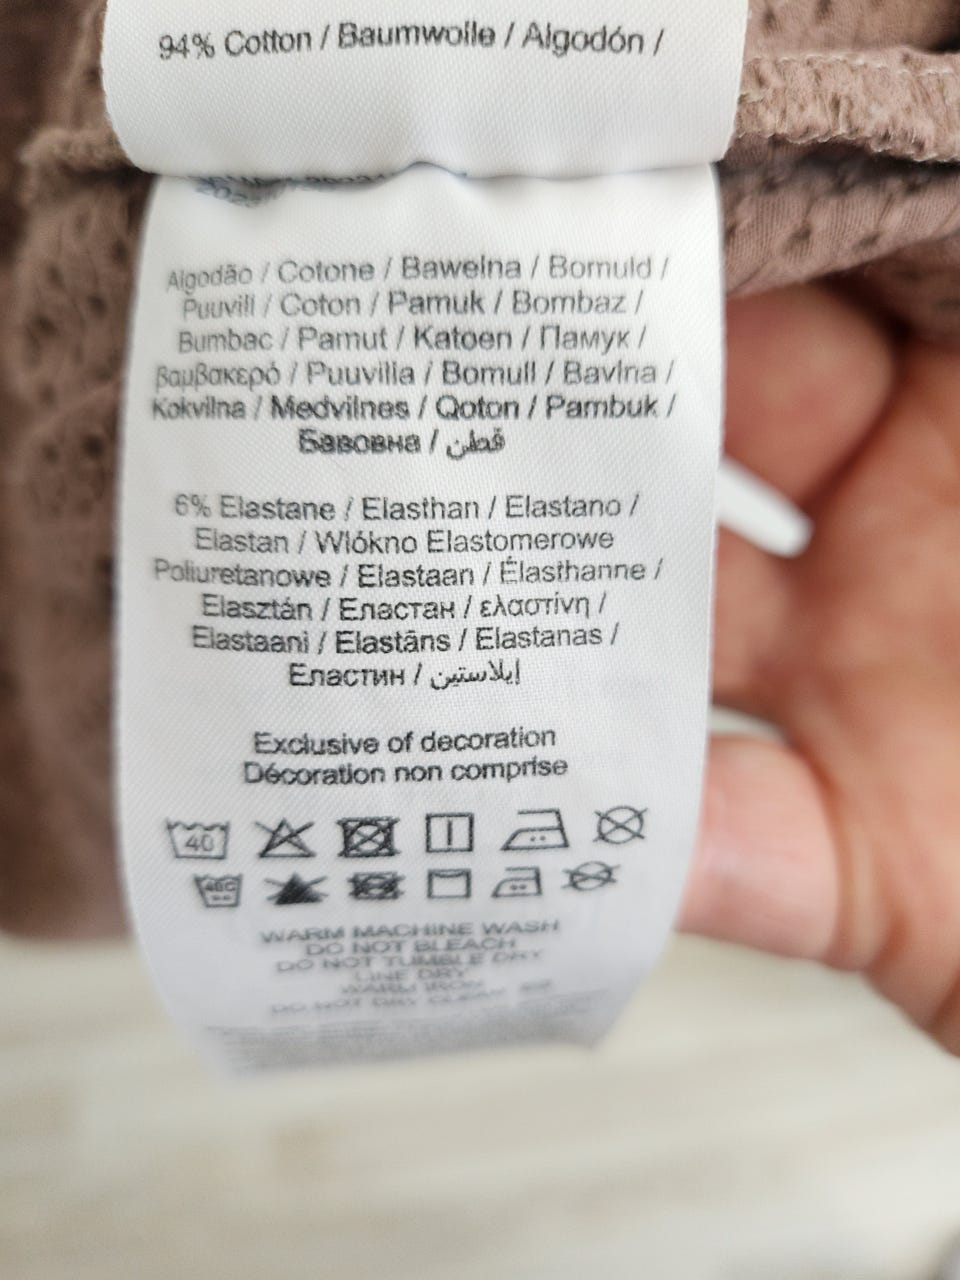 94% Cotton / Baumwolle / Algodón /
Algodão / Cotone / Bawełna / Bomuld /
Puuvill / Coton / Pamuk / Bombaz /
Bumbac / Pamut / Katoen / Памук /
βαμβακερό / Puuvilla / Bomull / Bavlna /
Kokvilna / Medvilnes / Qoton / Pambuk /
Бавовна / قطن
6% Elastane / Elasthan / Elastano /
Elastan / Włókno Elastomerowe
Poliuretanowe / Elastaan / Élasthanne /
Elasztán / Еластан / ελαστίνη /
Elastaani / Elastāns / Elastanas /
Еластин / إيلاستين
Exclusive of decoration
Décoration non comprise
40
40C
WARM MACHINE WASH
DO NOT BLEACH
DO NOT TUMBLE DRY
LINE DRY
WARM IRON
DO NOT DRY CLEAN